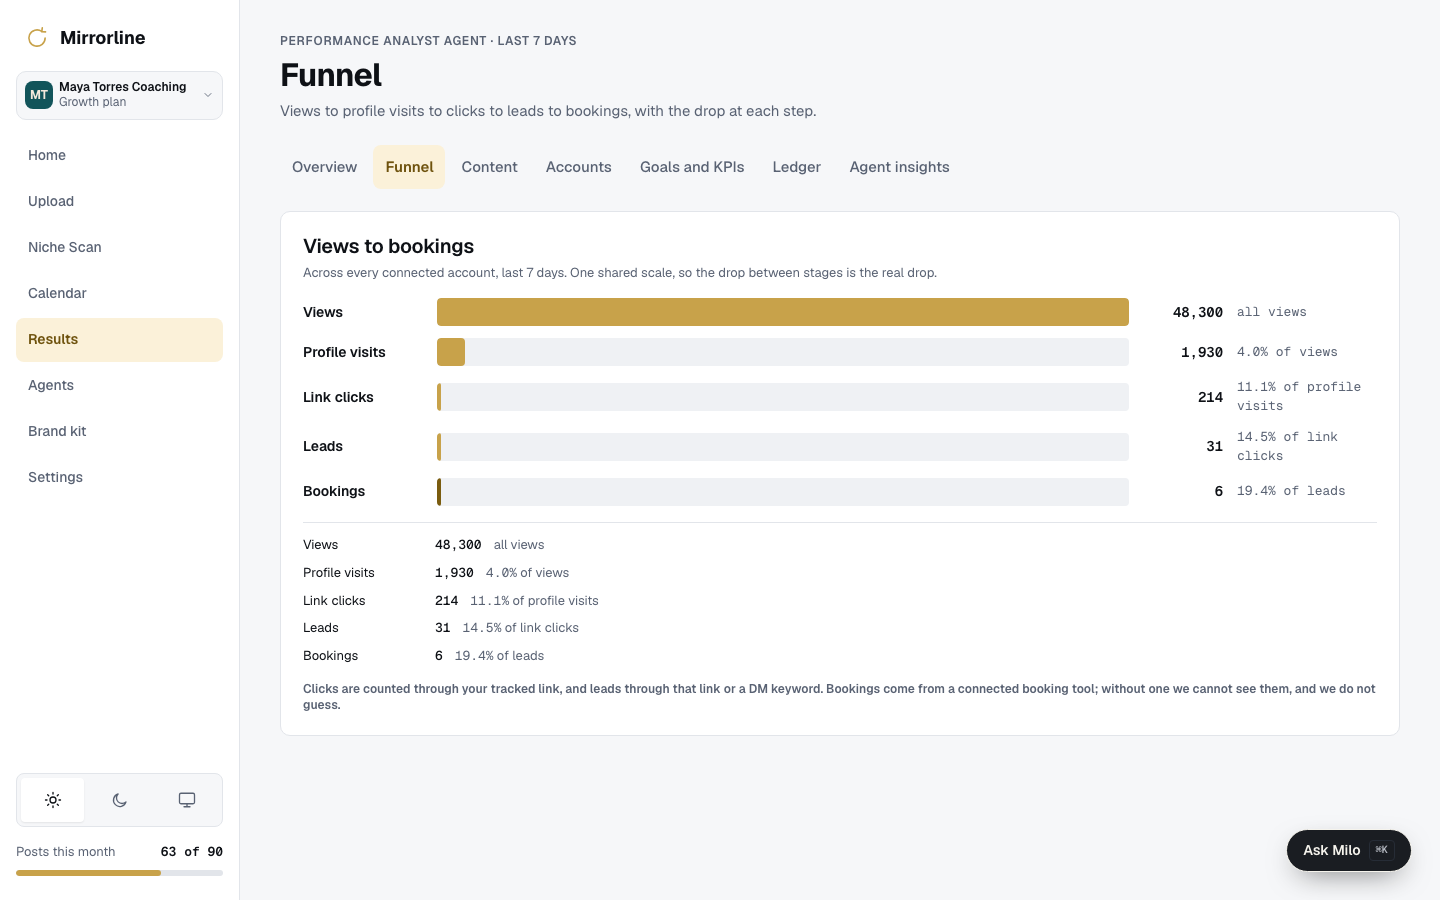 Mirrorline
MT
Maya Torres Coaching
Growth plan
Home
Upload
Niche Scan
Calendar
Results
Agents
Brand kit
Settings
Posts this month 63 of 90
PERFORMANCE ANALYST AGENT · LAST 7 DAYS
Funnel
Views to profile visits to clicks to leads to bookings, with the drop at each step.
Overview Funnel Content Accounts Goals and KPIs Ledger Agent insights
Views to bookings
Across every connected account, last 7 days. One shared scale, so the drop between stages is the real drop.
Views 48,300 all views
Profile visits 1,930 4.0% of views
Link clicks 214 11.1% of profile
visits
Leads 31 14.5% of link
clicks
Bookings 6 19.4% of leads
Views 48,300 all views
Profile visits 1,930 4.0% of views
Link clicks 214 11.1% of profile visits
Leads 31 14.5% of link clicks
Bookings 6 19.4% of leads
Clicks are counted through your tracked link, and leads through that link or a DM keyword. Bookings come from a connected booking tool; without one we cannot see them, and we do not
guess.
Ask Milo ⌘K